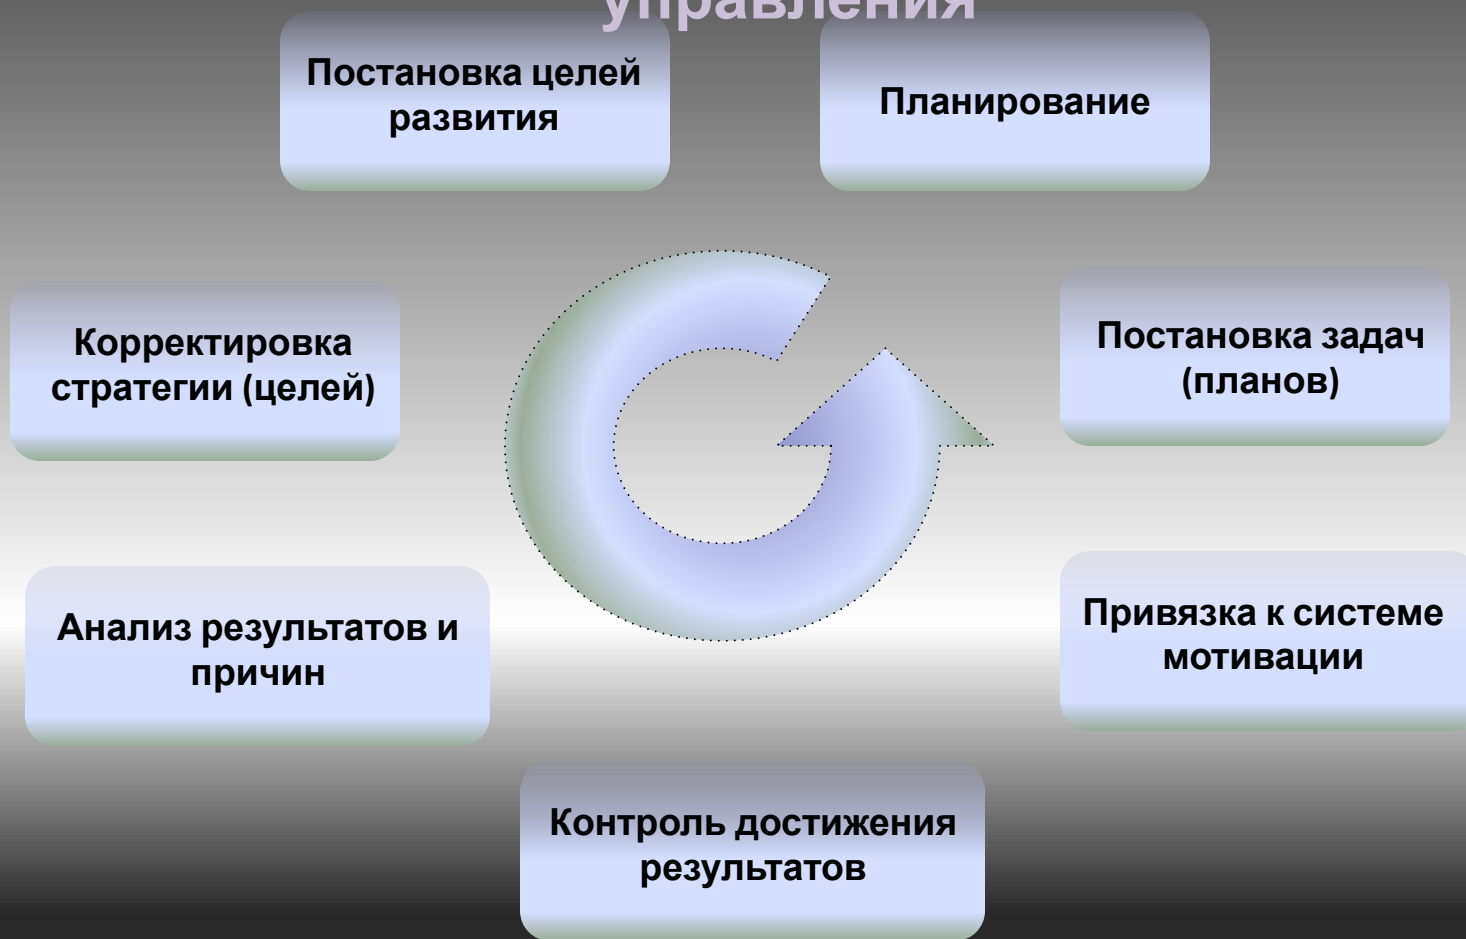 управления
Постановка целей
развития
Планирование
Постановка задач
(планов)
Привязка к системе
мотивации
Контроль достижения
результатов
Анализ результатов и
причин
Корректировка
стратегии (целей)